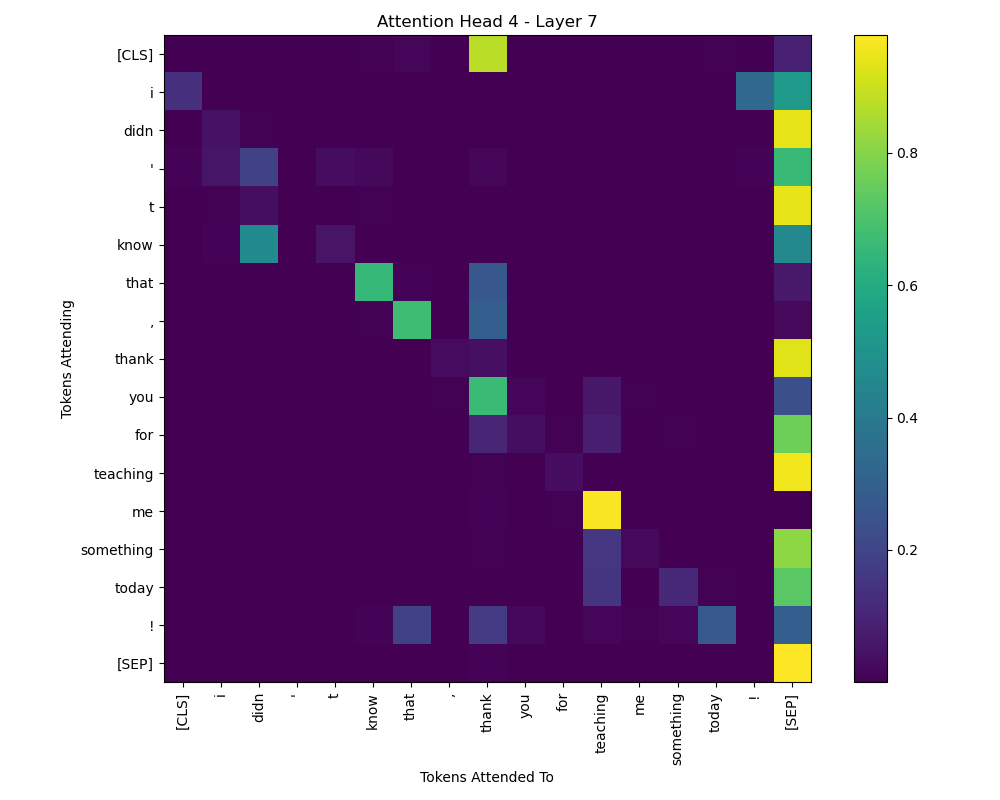 Attention Head 4 - Layer 7
Tokens Attending
[CLS]
i
didn
'
t
know
that
,
thank
you
for
teaching
me
something
today
!
[SEP]
[CLS]
i
didn
'
t
know
that
,
thank
you
for
teaching
me
something
today
!
[SEP]
Tokens Attended To
0.8
0.6
0.4
0.2